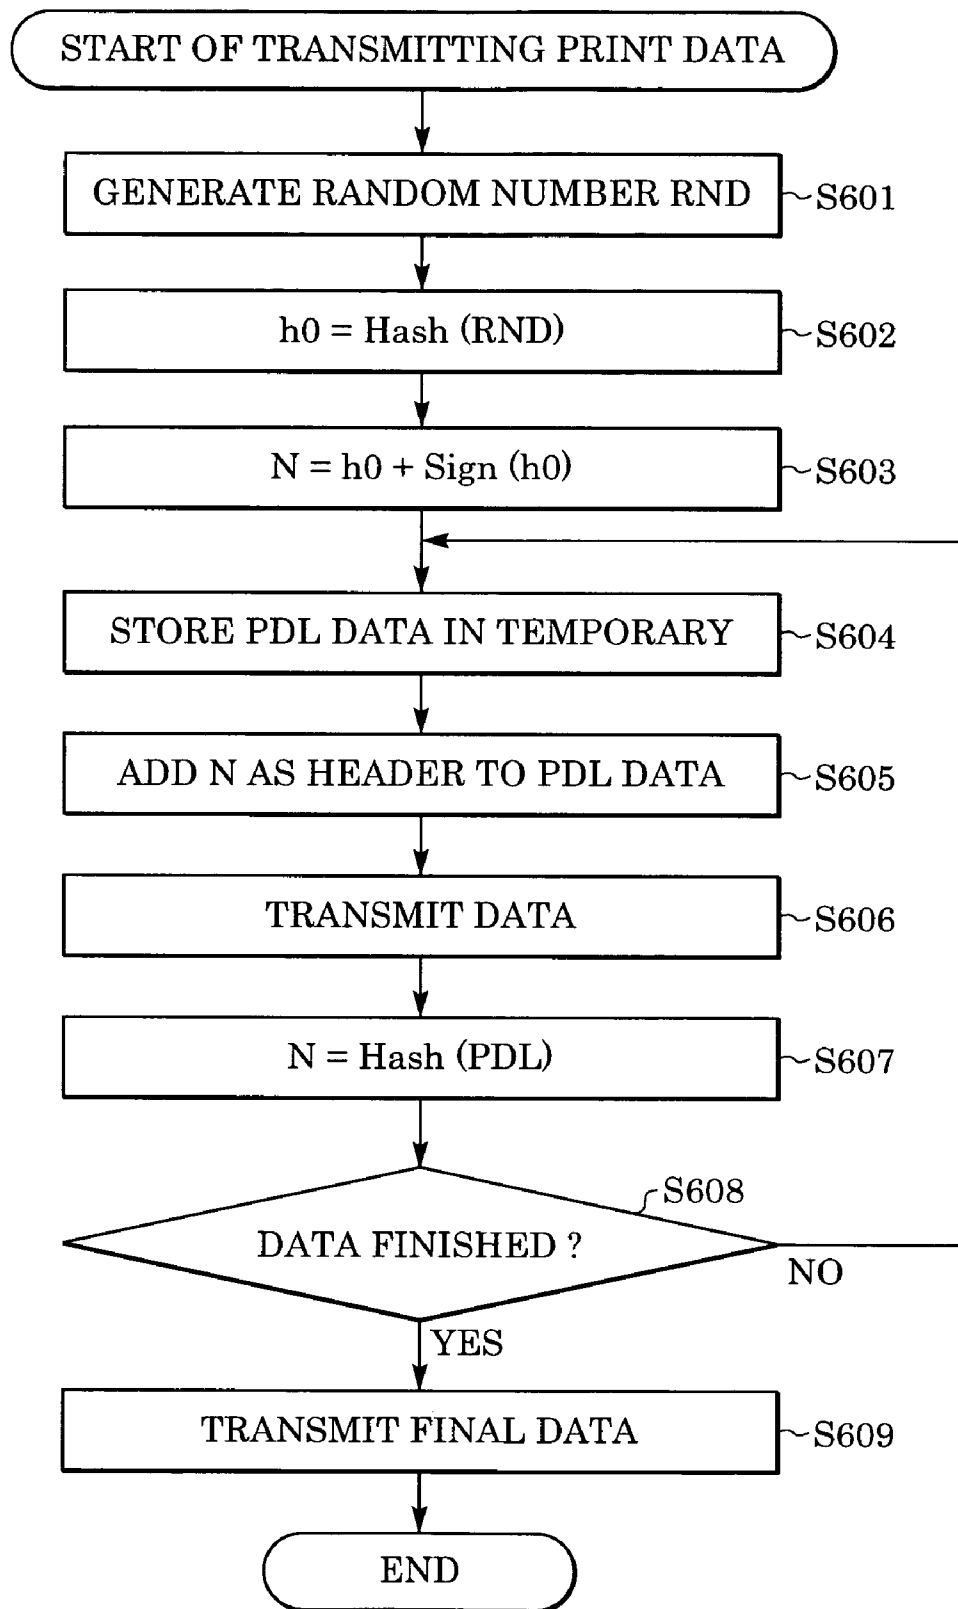 START OF TRANSMITTING PRINT DATA
GENERATE RANDOM NUMBER RND
S601
h0 = Hash (RND)
S602
N = h0 + Sign (h0)
S603
STORE PDL DATA IN TEMPORARY
S604
ADD N AS HEADER TO PDL DATA
S605
TRANSMIT DATA
S606
N = Hash (PDL)
S607
S608
DATA FINISHED ?
NO
YES
TRANSMIT FINAL DATA
S609
END